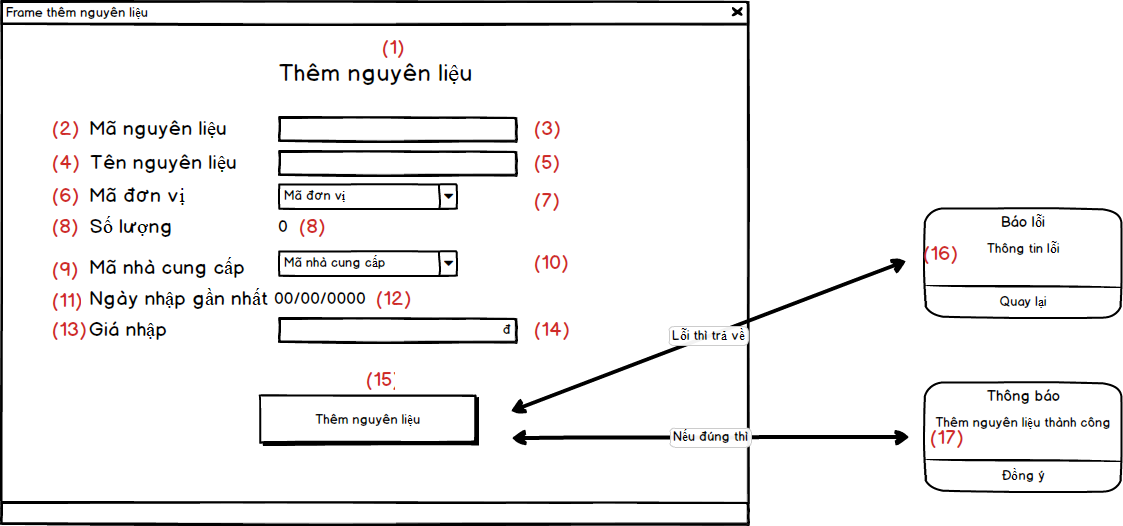 Frame thêm nguyên liệu
(1)
Thêm nguyên liệu
(2) Mã nguyên liệu (3)
(4) Tên nguyên liệu (5)
(6) Mã đơn vị Mã đơn vị (7)
(8) Số lượng 0 (8)
(9) Mã nhà cung cấp Mã nhà cung cấp (10)
(11) Ngày nhập gần nhất 00/00/0000 (12)
(13) Giá nhập đ (14)
(15)
Thêm nguyên liệu
Lỗi thì trả về
Nếu đúng thì
Báo lỗi
Thông tin lỗi
(16)
Quay lại
Thông báo
Thêm nguyên liệu thành công
(17)
Đồng ý